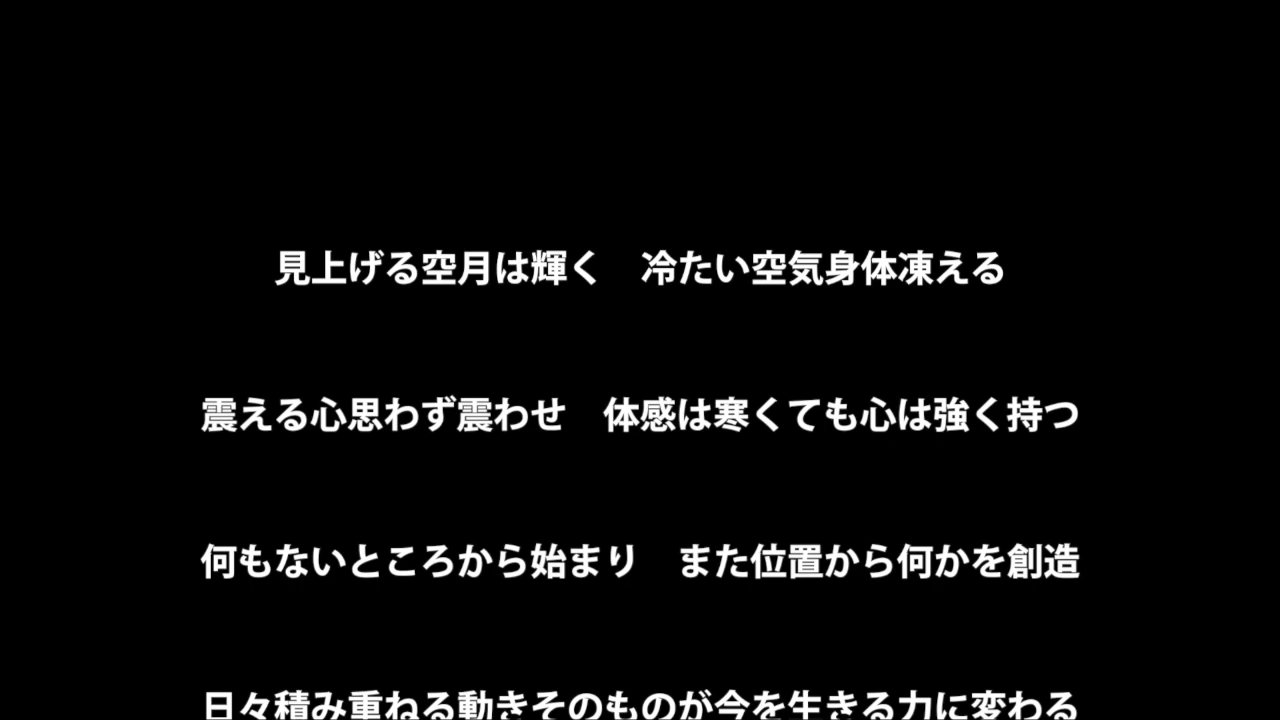 見上げる空月は輝く　冷たい空気身体凍える
震える心思わず震わせ　体感は寒くても心は強く持つ
何もないところから始まり　また位置から何かを創造
日々積み重ねる動きそのものが今を生きる力に変わる